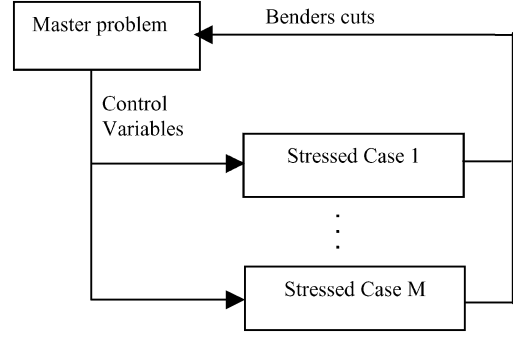 Master problem
Benders cuts
Control
Variables
Stressed Case 1
Stressed Case M